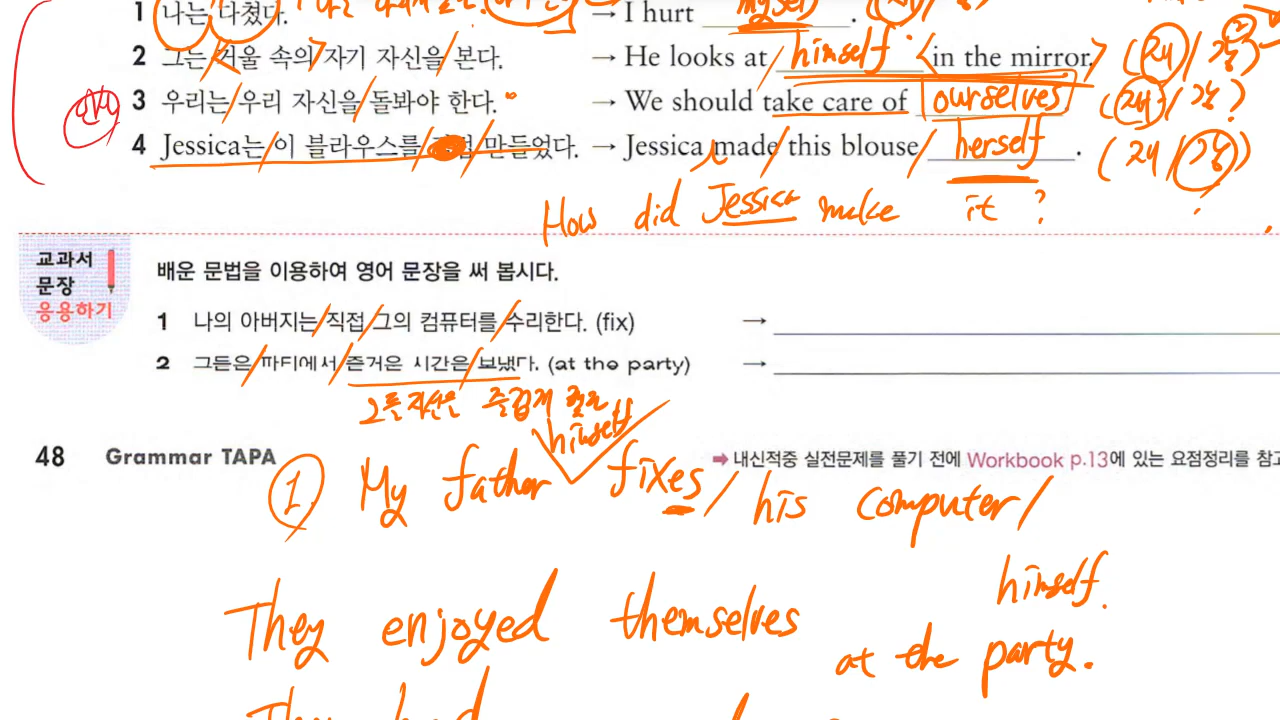 1 나는 다쳤다. → I hurt myself.
2 그는 거울 속의 자기 자신을 본다. → He looks at himself in the mirror. (재 / 강)
3 우리는 우리 자신을 돌봐야 한다. → We should take care of ourselves (재 / 강?
4 Jessica는 이 블라우스를 만들었다. → Jessica made this blouse herself. (재 / 강)
How did Jessica make it?
교과서
문장
응용하기
배운 문법을 이용하여 영어 문장을 써 봅시다.
1 나의 아버지는 직접 그의 컴퓨터를 수리한다. (fix) →
2 그들은 파티에서 즐거운 시간을 보냈다. (at the party) →
그들 자신은 즐겁게
himself
48 Grammar TAPA
➡ 내신적중 실전문제를 풀기 전에 Workbook p.13에 있는 요점정리를 참고
① My father fixes / his computer /
himself.
They enjoyed themselves
at the party.
They had